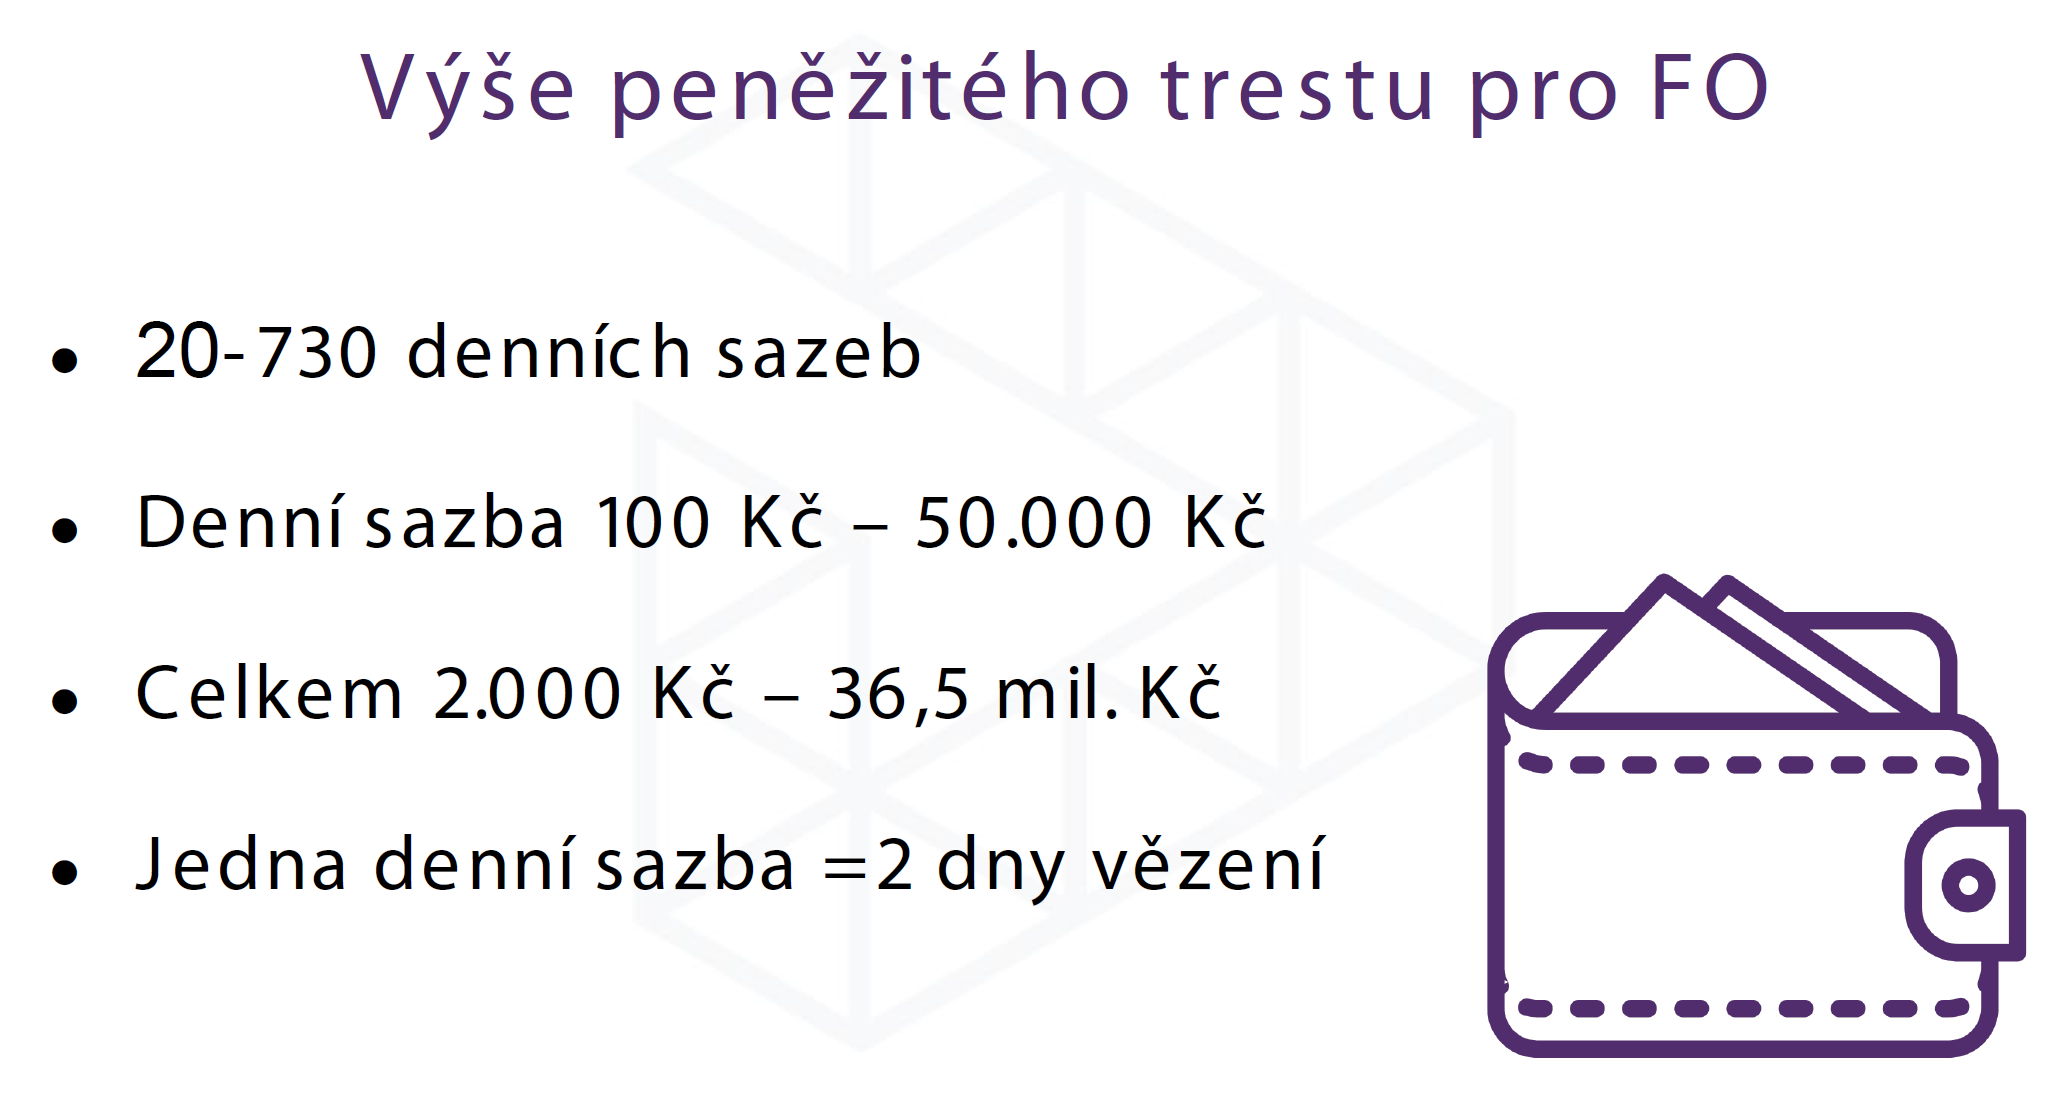 Výše peněžitého trestu pro FO
• 20-730 denních sazeb
• Denní sazba 100 Kč – 50.000 Kč
• Celkem 2.000 Kč – 36,5 mil. Kč
• Jedna denní sazba =2 dny vězení